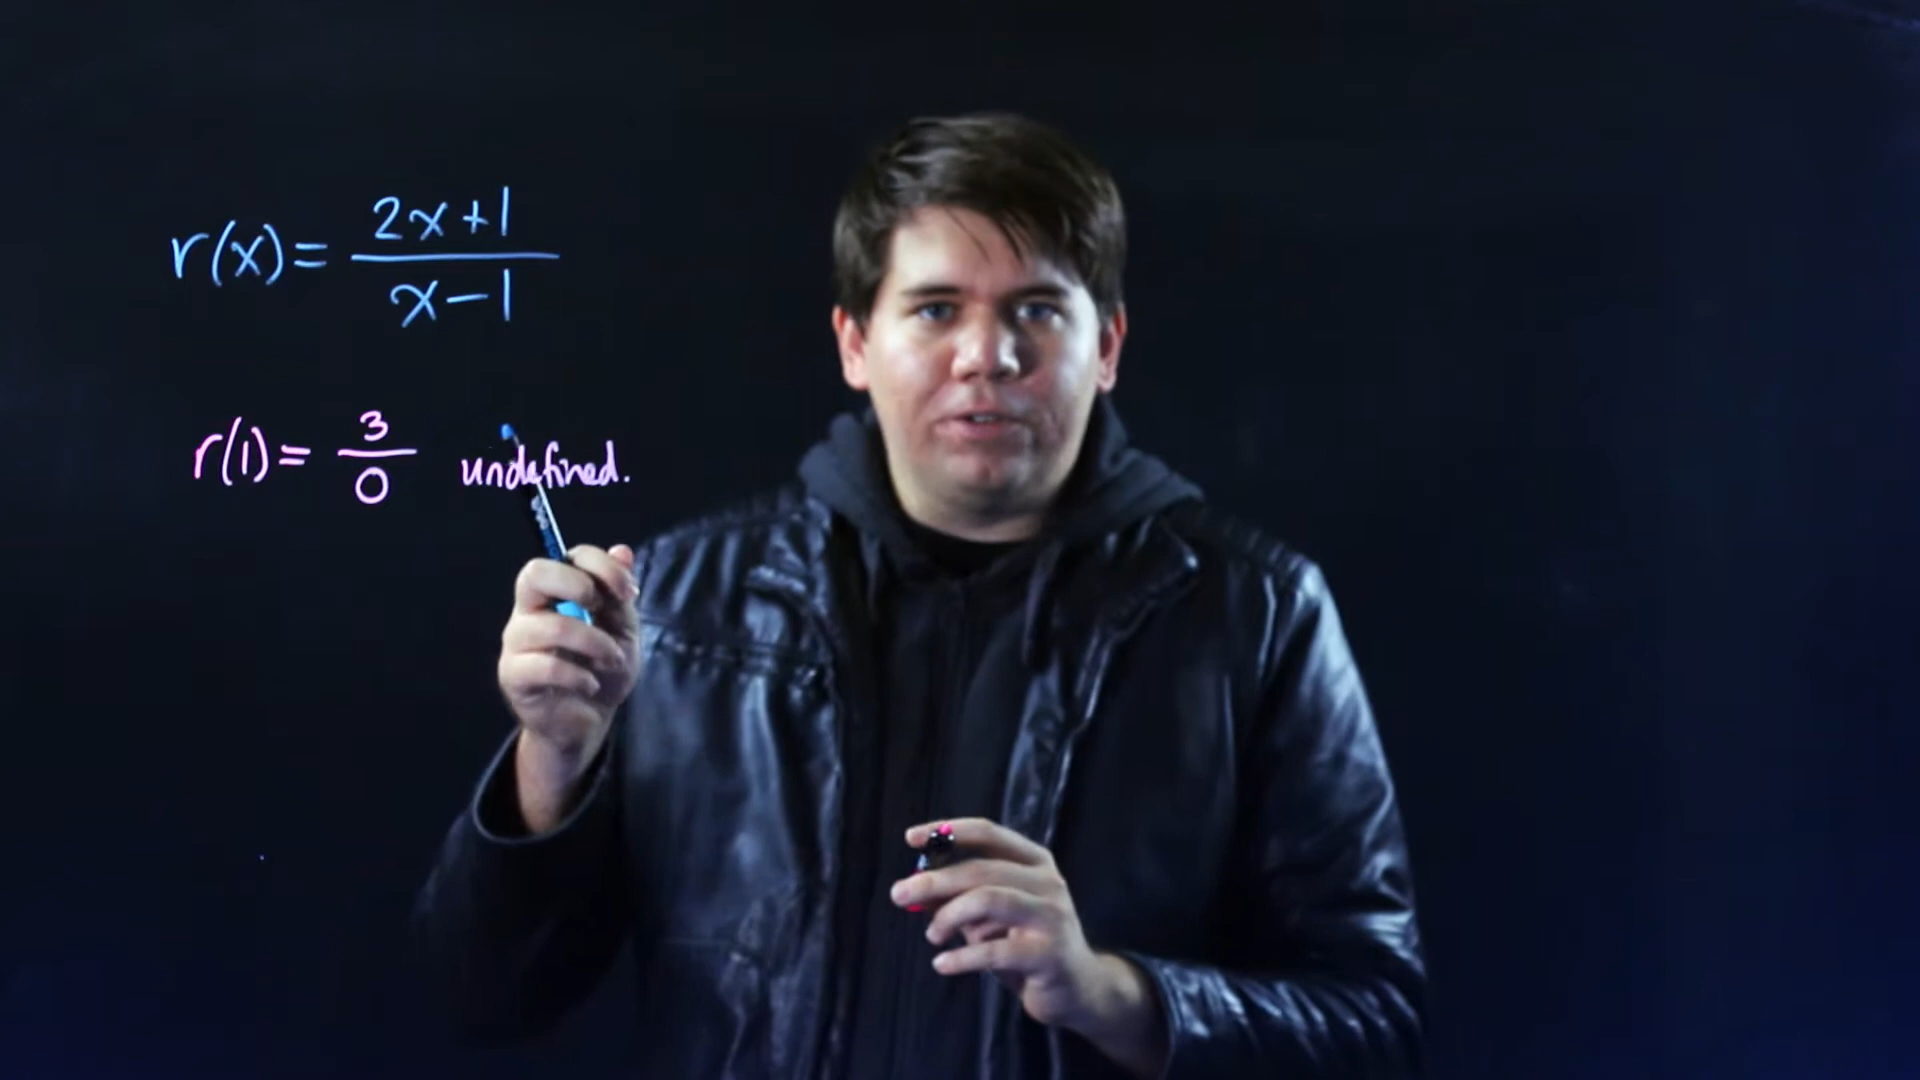 r(x) = 2x+1 / x-1
r(1) = 3 / 0 undefined.